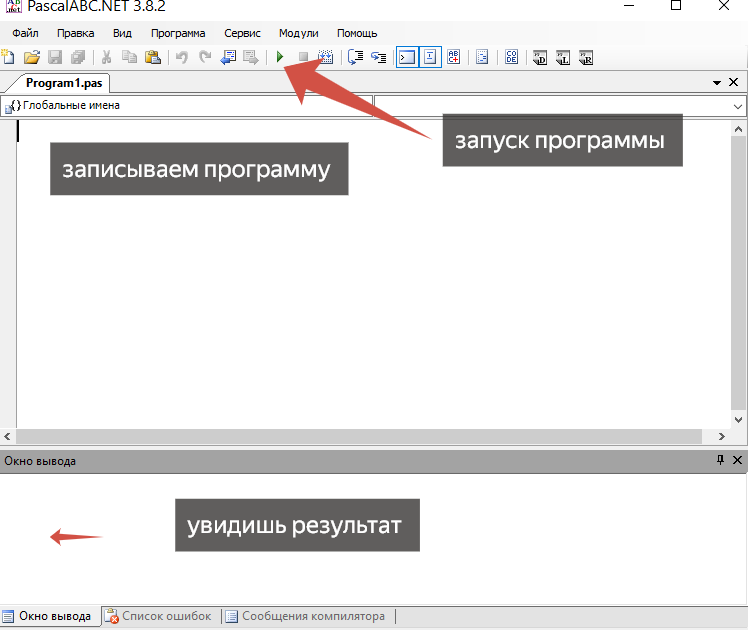 PascalABC.NET 3.8.2
Файл Правка Вид Программа Сервис Модули Помощь
Program1.pas
Глобальные имена
запуск программы
записываем программу
Окно вывода
увидишь результат
Окно вывода Список ошибок Сообщения компилятора